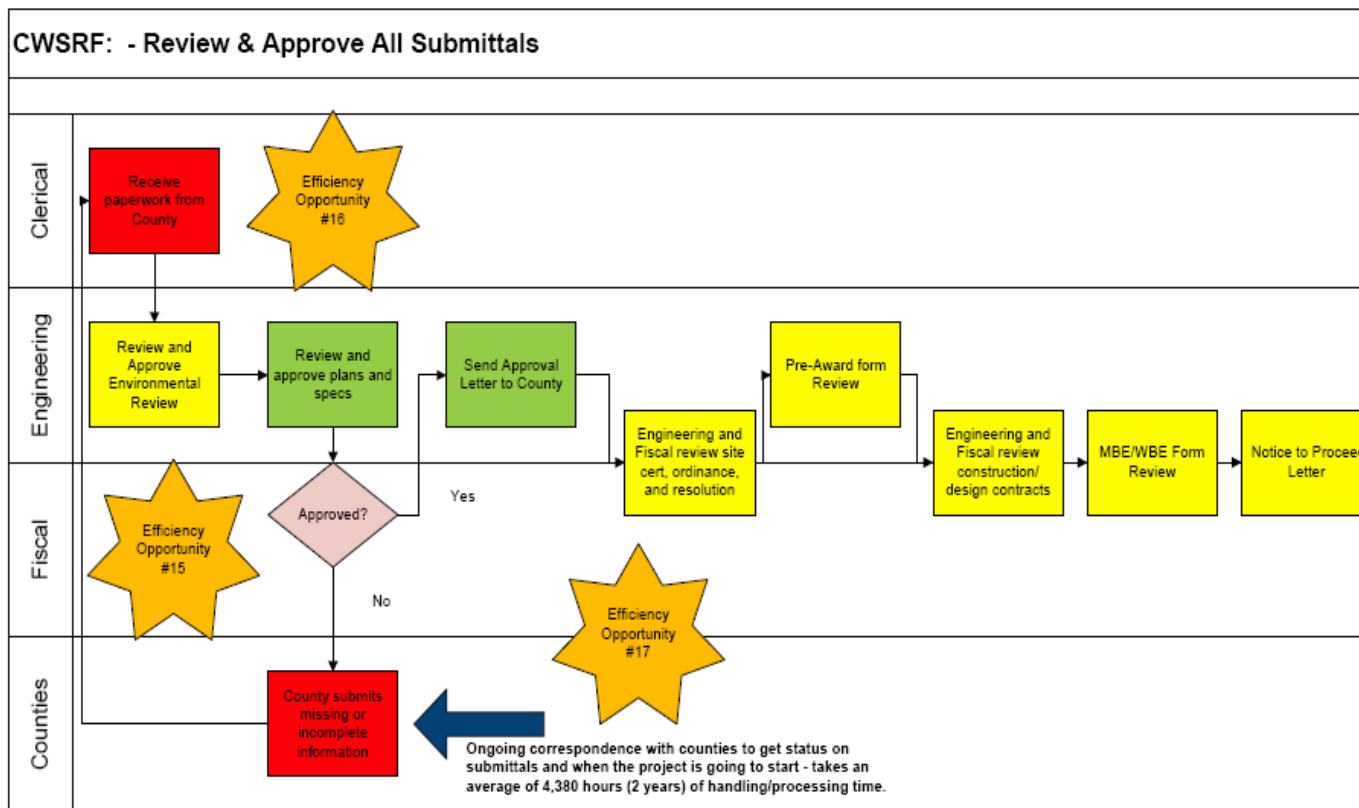 CWSRF:  - Review & Approve All Submittals
Clerical
Receive
paperwork from
County
Efficiency
Opportunity
#16
Engineering
Review and
Approve
Environmental
Review
Review and
approve plans and
specs
Send Approval
Letter to County
Engineering and
Fiscal review site
cert, ordinance,
and resolution
Pre-Award form
Review
Engineering and
Fiscal review
construction/
design contracts
MBE/WBE Form
Review
Notice to Proceed
Letter
Fiscal
Efficiency
Opportunity
#15
Approved?
Yes
No
Efficiency
Opportunity
#17
Counties
County submits
missing or
incomplete
information
Ongoing correspondence with counties to get status on
submittals and when the project is going to start - takes an
average of 4,380 hours (2 years) of handling/processing time.